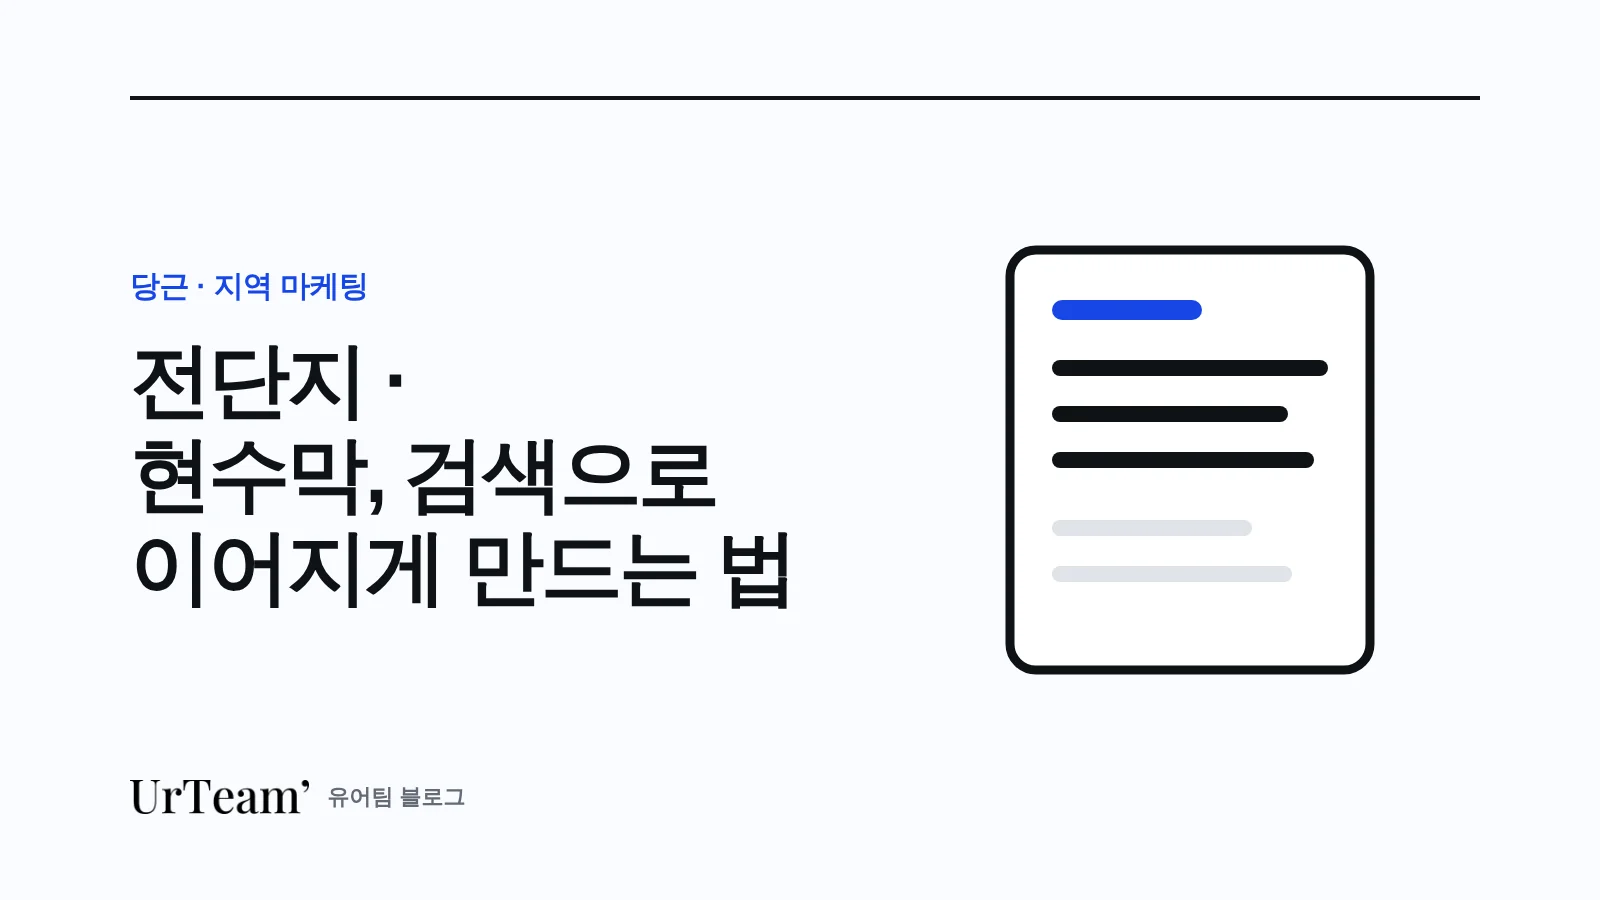 당근 · 지역 마케팅
전단지 ·
현수막, 검색으로
이어지게 만드는 법
UrTeam’ 유어팀 블로그